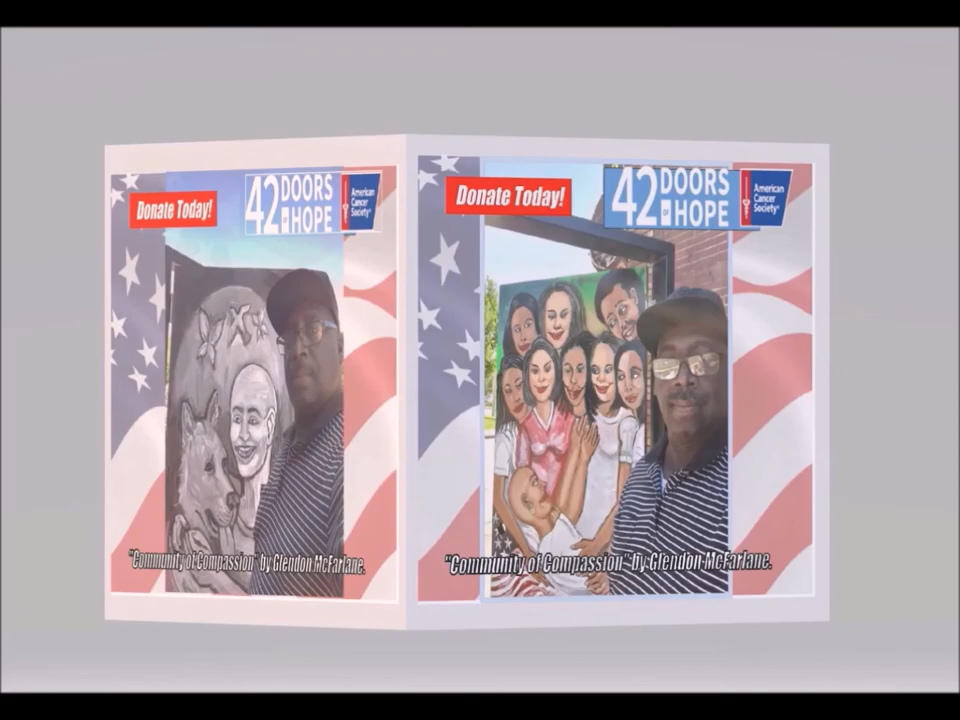 Donate Today!
42 DOORS
OF HOPE
American
Cancer
Society®
"Community of Compassion" by Glendon McFarlane.
Donate Today!
42 DOORS
OF HOPE
American
Cancer
Society®
"Community of Compassion" by Glendon McFarlane.